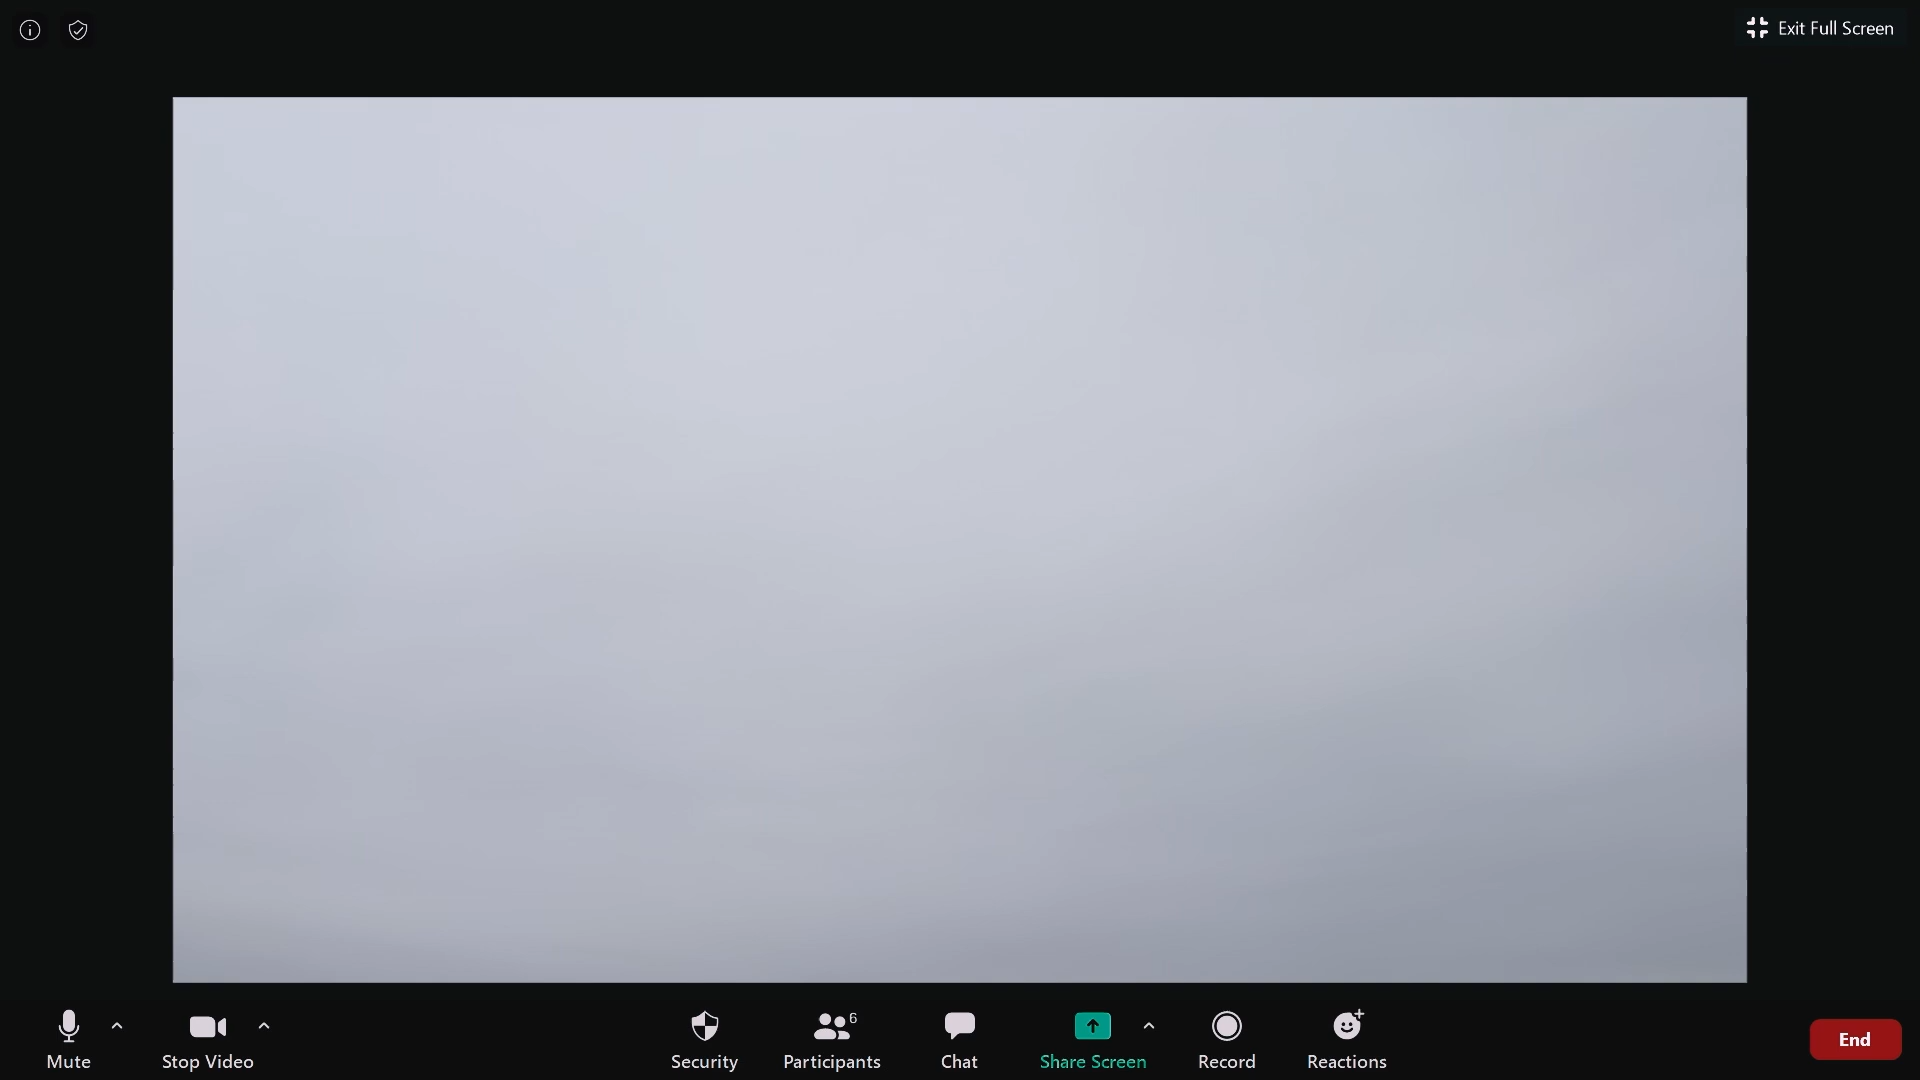 Exit Full Screen
Mute
Stop Video
Security
Participants
6
Chat
Share Screen
Record
Reactions
End